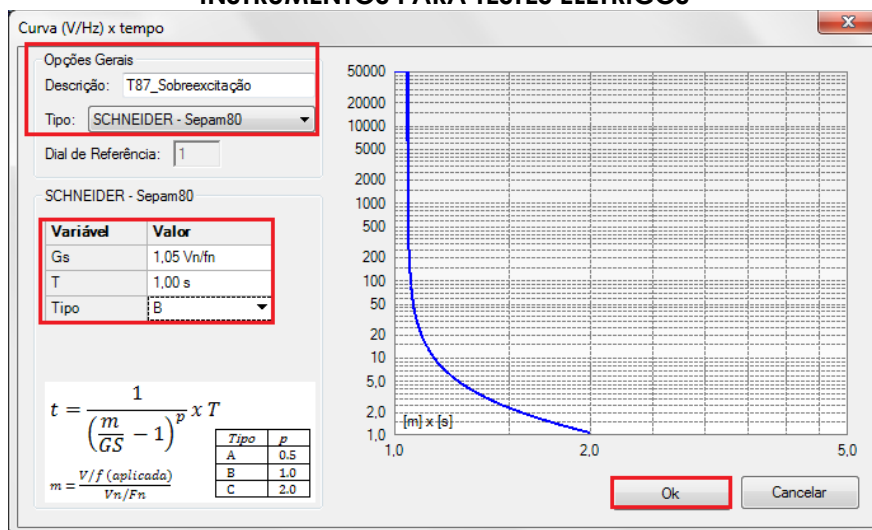 INSTRUMENTOS PARA TESTES ELÉTRICOS
Curva (V/Hz) x tempo
Opções Gerais
Descrição: T87_Sobreexcitação
Tipo: SCHNEIDER - Sepam80
Dial de Referência: 1
SCHNEIDER - Sepam80
Variável Valor
Gs 1,05 Vn/fn
T 1,00 s
Tipo B
t = 1 / (m/GS − 1)^p x T
m = V/f (aplicada) / Vn/Fn
Tipo p
A 0.5
B 1.0
C 2.0
50000
20000
10000
5000
2000
1000
500
200
100
50
20
10
5,0
2,0
1,0
[m] x [s]
1,0 2,0 5,0
Ok Cancelar